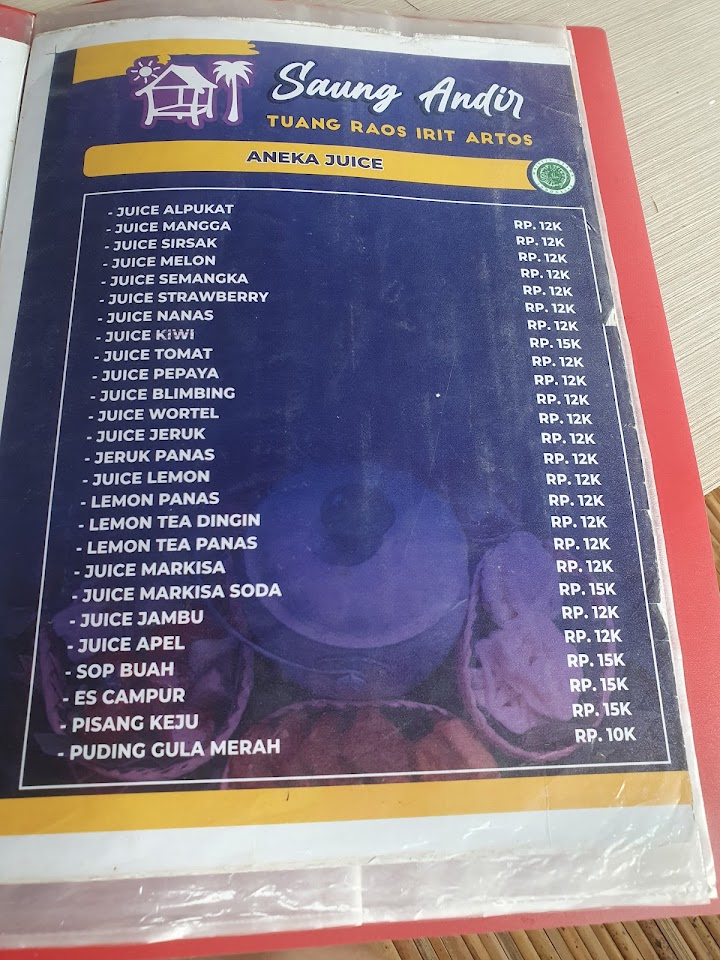 Saung Andir
TUANG RAOS IRIT ARTOS
ANEKA JUICE
- JUICE ALPUKAT RP. 12K
- JUICE MANGGA RP. 12K
- JUICE SIRSAK RP. 12K
- JUICE MELON RP. 12K
- JUICE SEMANGKA RP. 12K
- JUICE STRAWBERRY RP. 12K
- JUICE NANAS RP. 12K
- JUICE KIWI RP. 15K
- JUICE TOMAT RP. 12K
- JUICE PEPAYA RP. 12K
- JUICE BLIMBING RP. 12K
- JUICE WORTEL RP. 12K
- JUICE JERUK RP. 12K
- JERUK PANAS RP. 12K
- JUICE LEMON RP. 12K
- LEMON PANAS RP. 12K
- LEMON TEA DINGIN RP. 12K
- LEMON TEA PANAS RP. 12K
- JUICE MARKISA RP. 12K
- JUICE MARKISA SODA RP. 15K
- JUICE JAMBU RP. 12K
- JUICE APEL RP. 12K
- SOP BUAH RP. 15K
- ES CAMPUR RP. 15K
- PISANG KEJU RP. 15K
- PUDING GULA MERAH RP. 10K